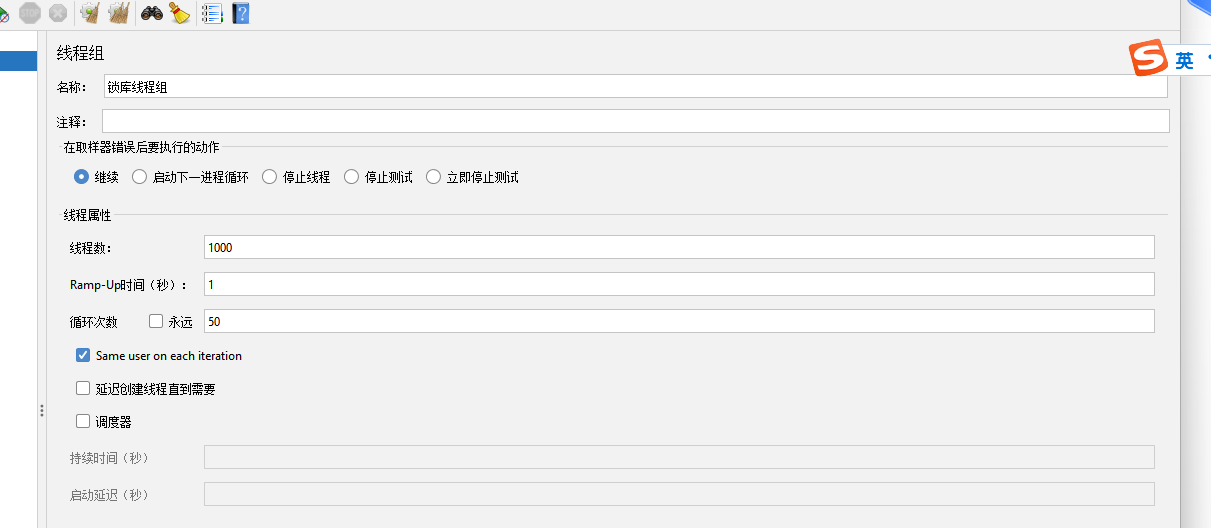 STOP
线程组
S 英
名称： 锁库线程组
注释：
在取样器错误后要执行的动作
继续 启动下一进程循环 停止线程 停止测试 立即停止测试
线程属性
线程数： 1000
Ramp-Up时间（秒）： 1
循环次数 永远 50
Same user on each iteration
延迟创建线程直到需要
调度器
持续时间（秒）
启动延迟（秒）